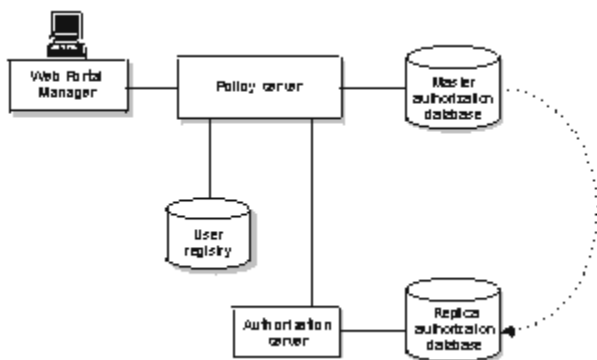 Web Portal
Manager
Policy server
Master
authorization
database
User
registry
Authorization
server
Replica
authorization
database